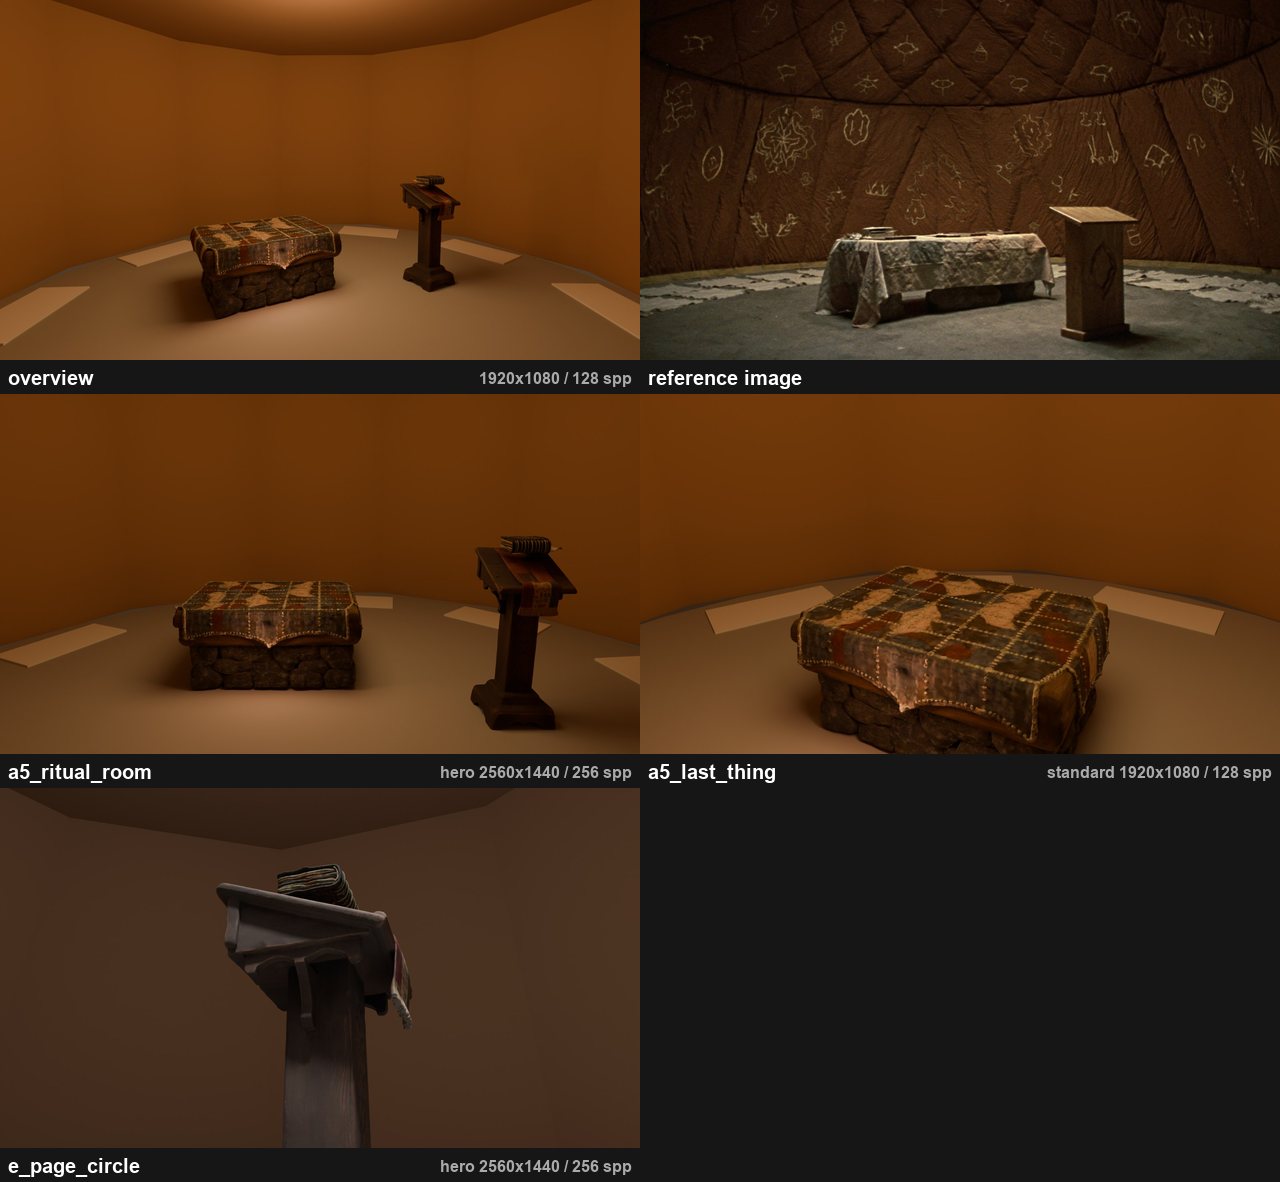 overview
1920x1080 / 128 spp
reference image
a5_ritual_room
hero 2560x1440 / 256 spp
a5_last_thing
standard 1920x1080 / 128 spp
e_page_circle
hero 2560x1440 / 256 spp